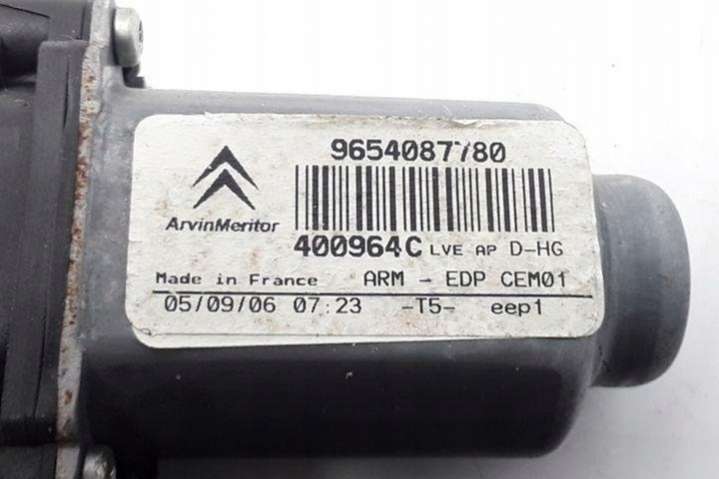 9654087780
ArvinMeritor
400964C LVE AP D-HG
Made in France ARM - EDP CEM01
05/09/06 07:23 -T5- eep1